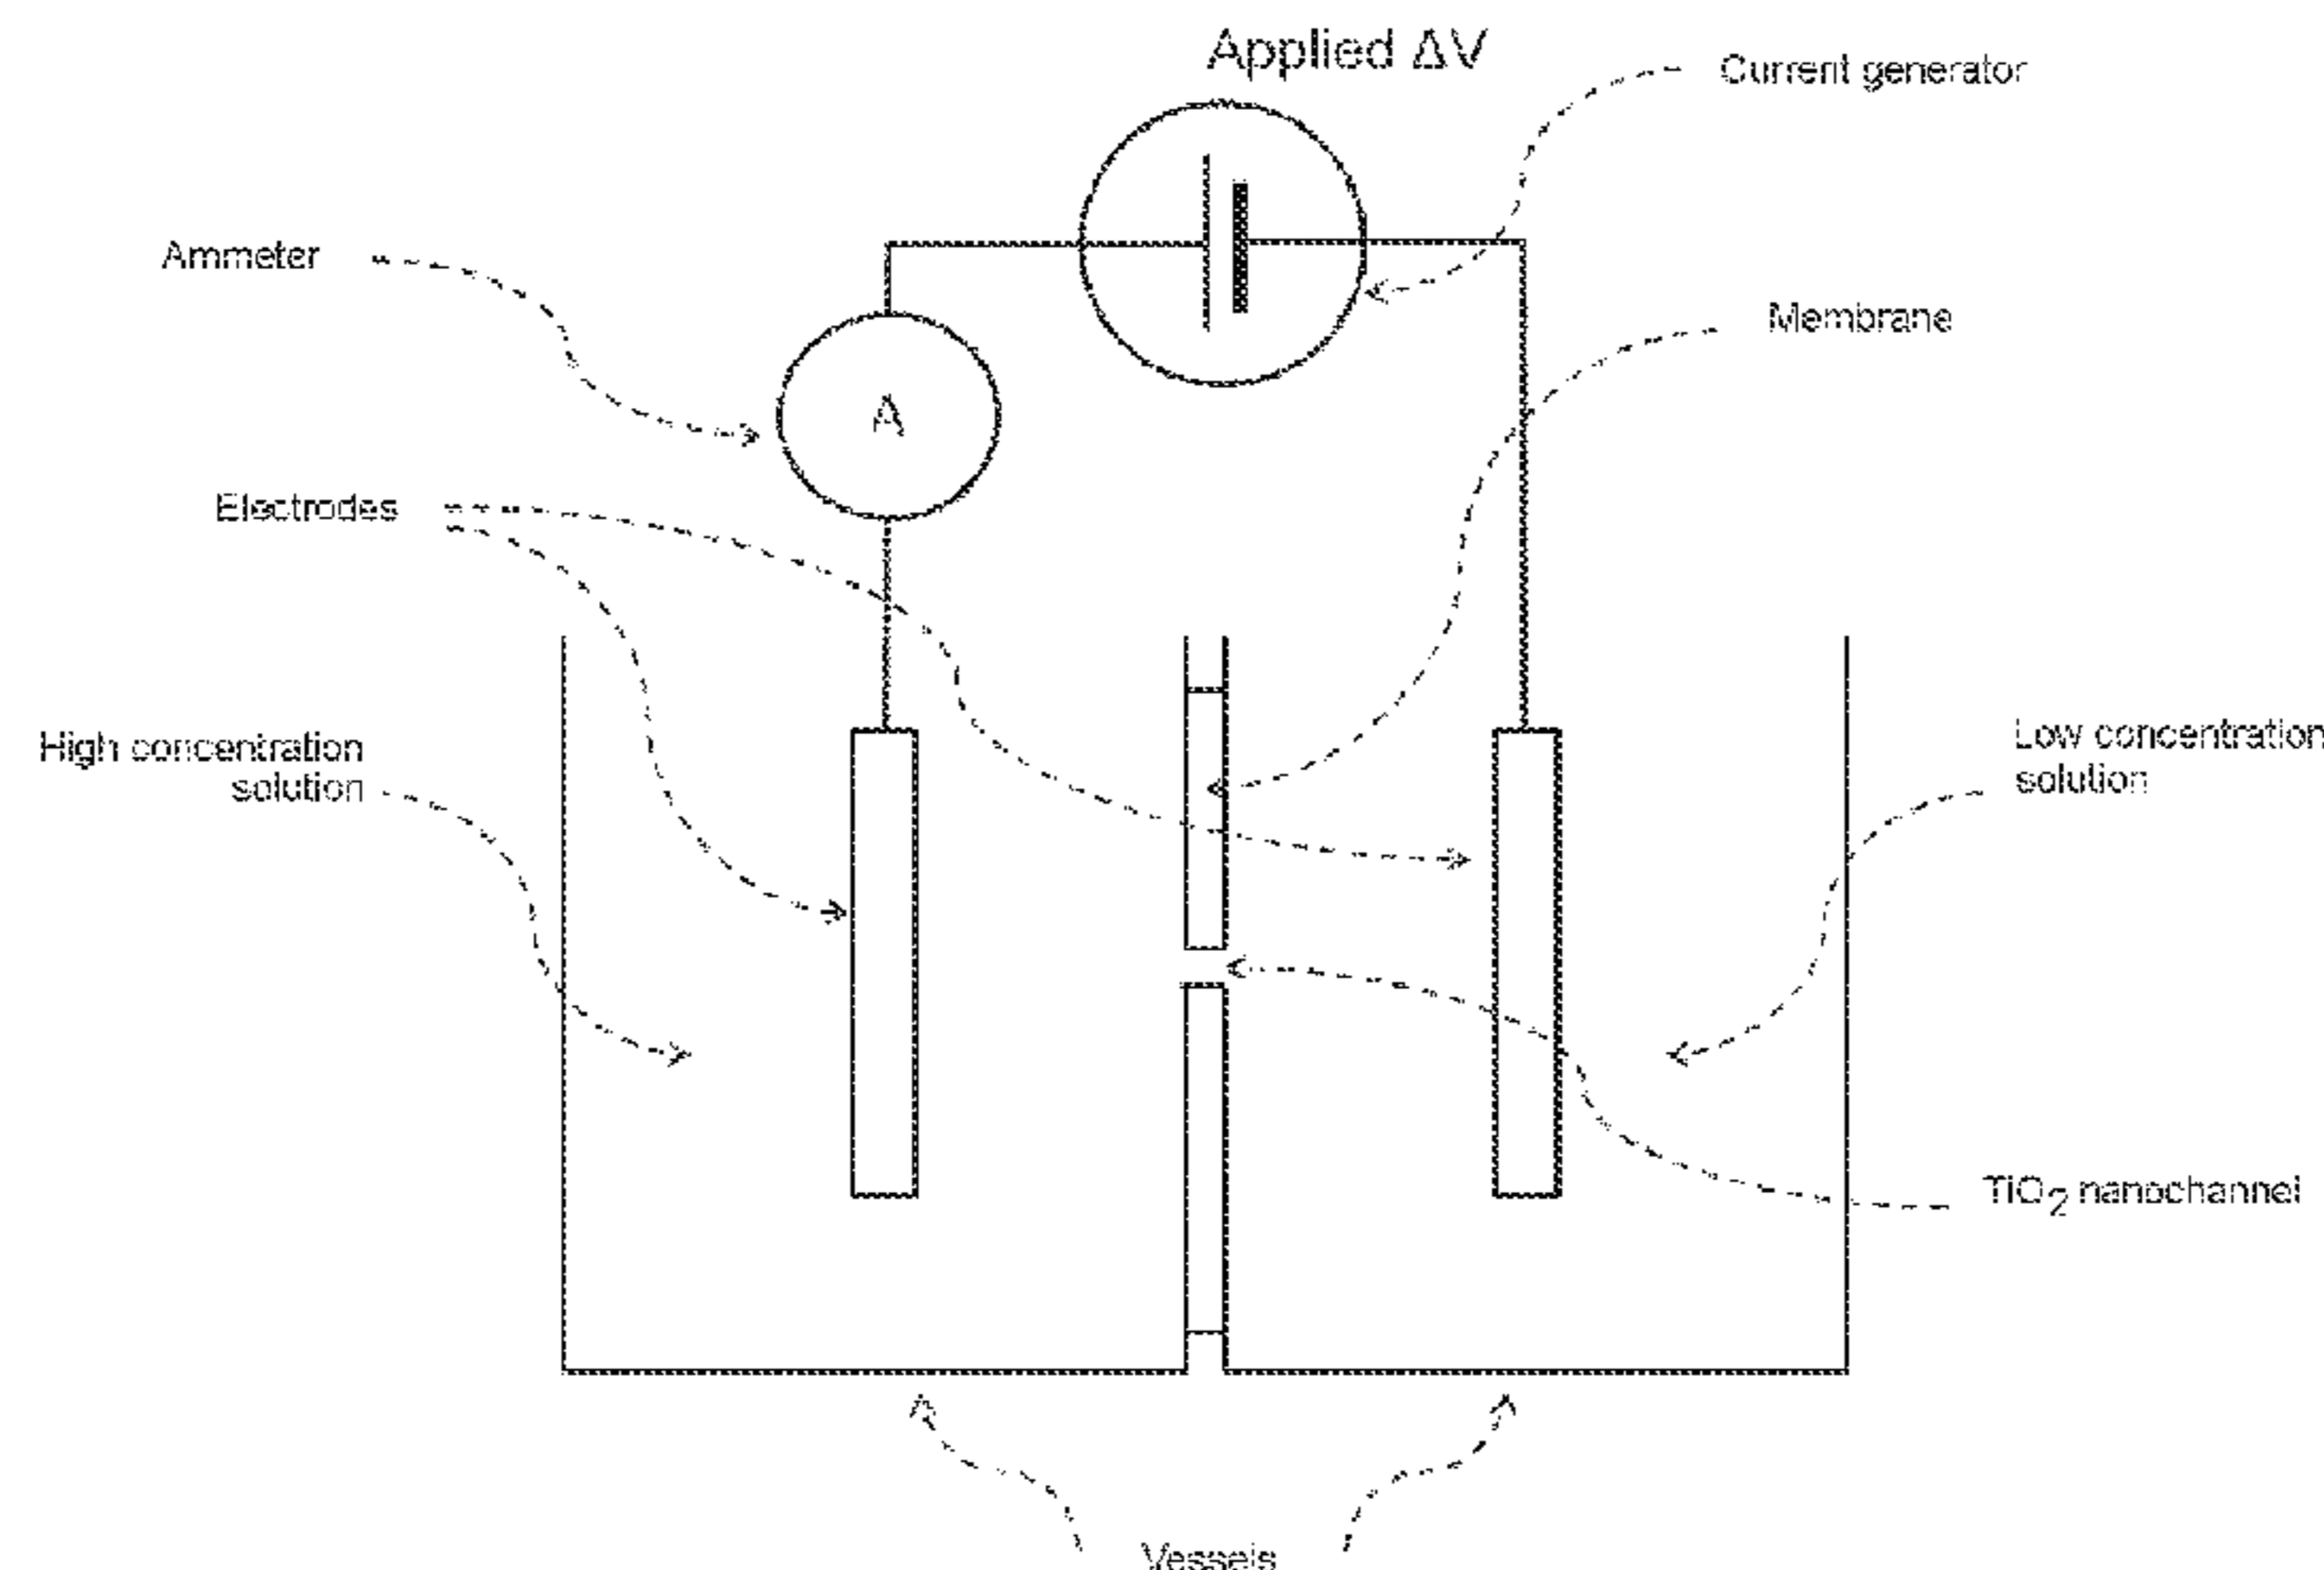 Applied ΔV
Current generator
Ammeter
Membrane
A
Electrodes
High concentration
solution
Low concentration
solution
TiO2 nanochannel
Vessels